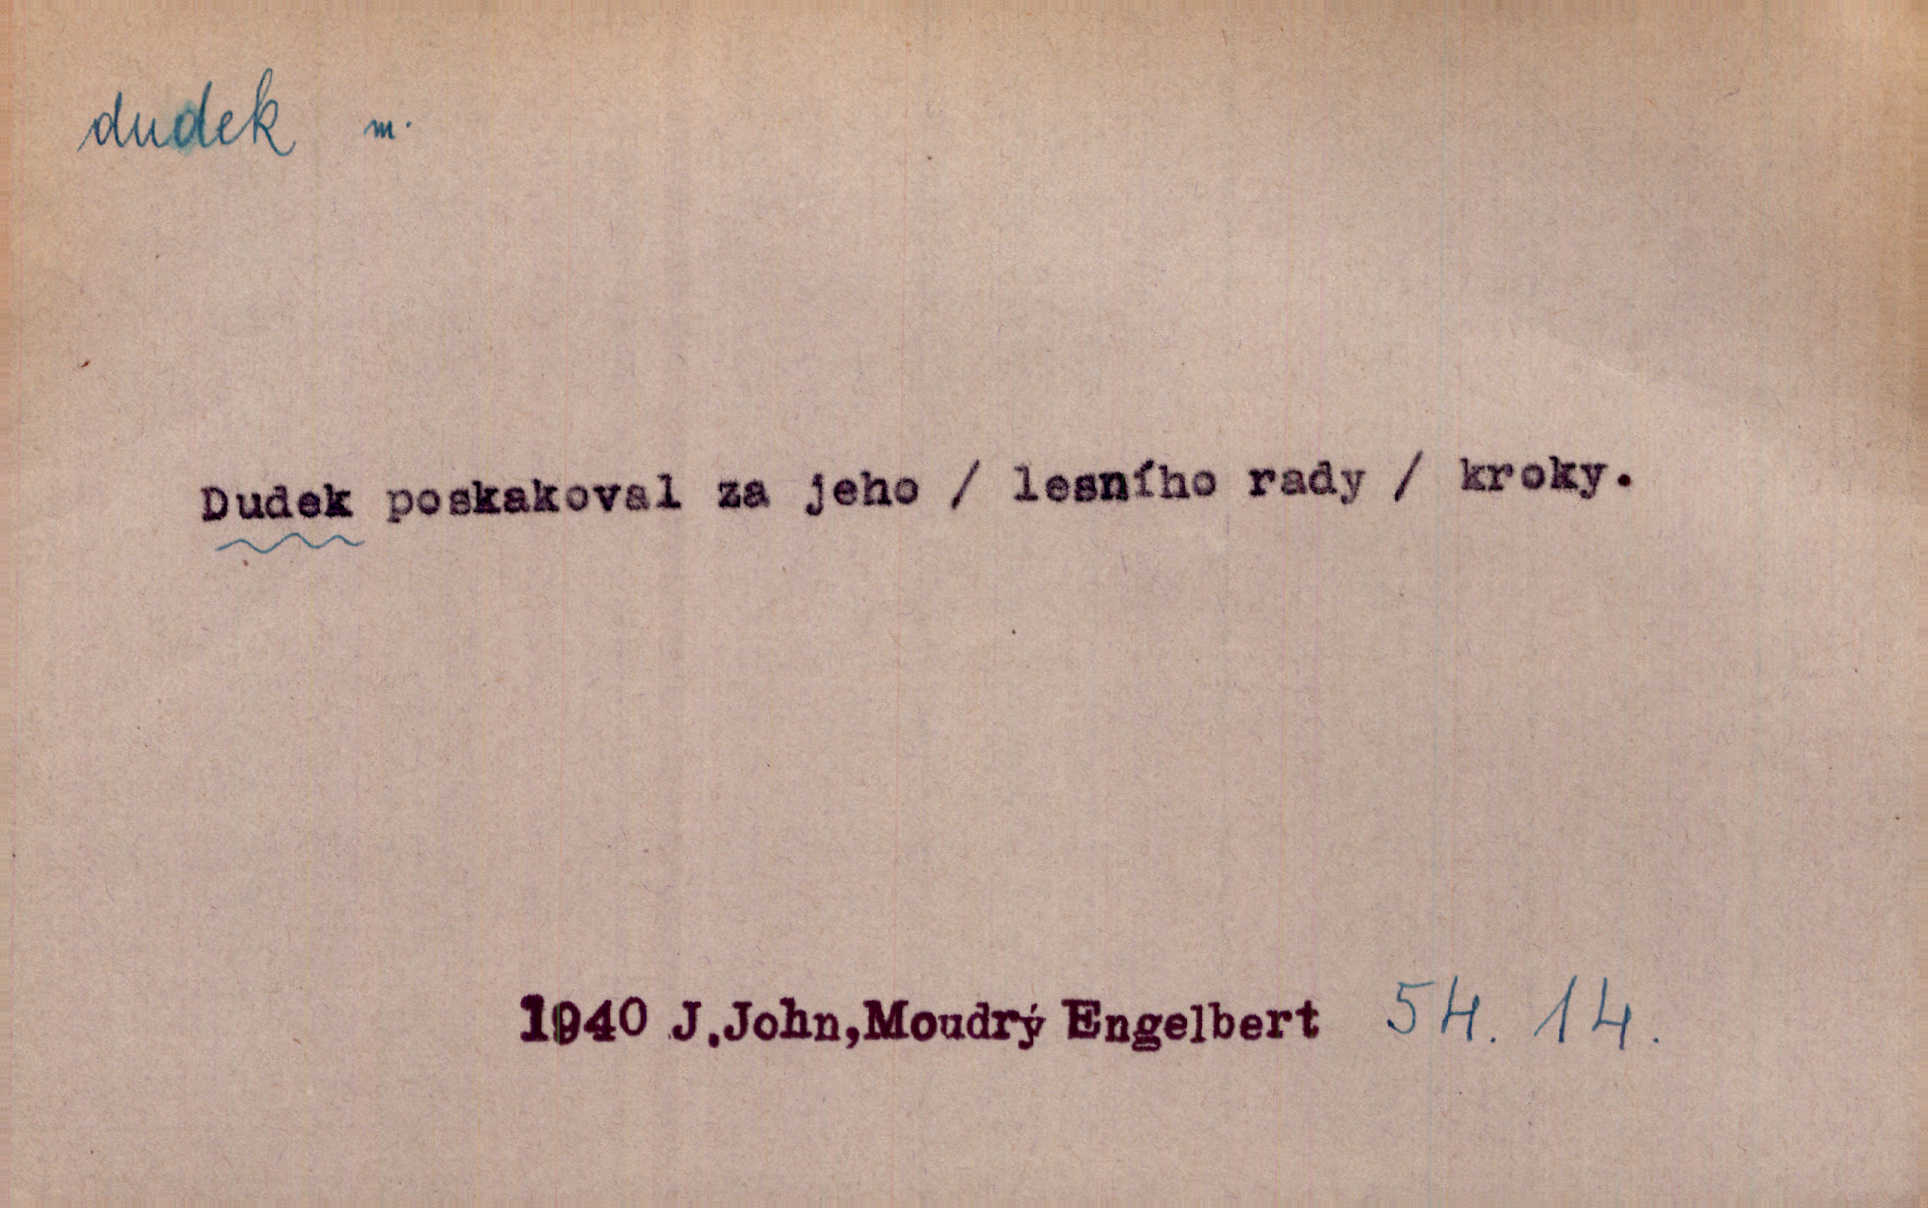 dudek m.
Dudek poskakoval za jeho / lesního rady / kroky.
1940 J.John,Moudrý Engelbert 54. 14.